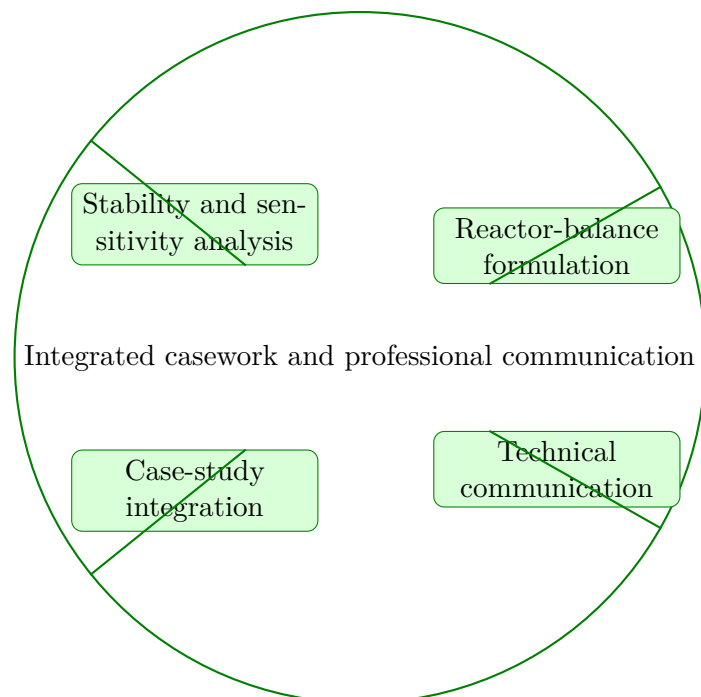 Stability and sen-
sitivity analysis
Reactor-balance
formulation
Integrated casework and professional communication
Case-study
integration
Technical
communication